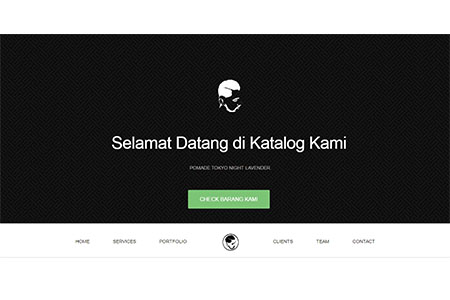 Selamat Datang di Katalog Kami
POMADE TOKYO NIGHT LAVENDER
CHECK BARANG KAMI
HOME SERVICES PORTFOLIO CLIENTS TEAM CONTACT